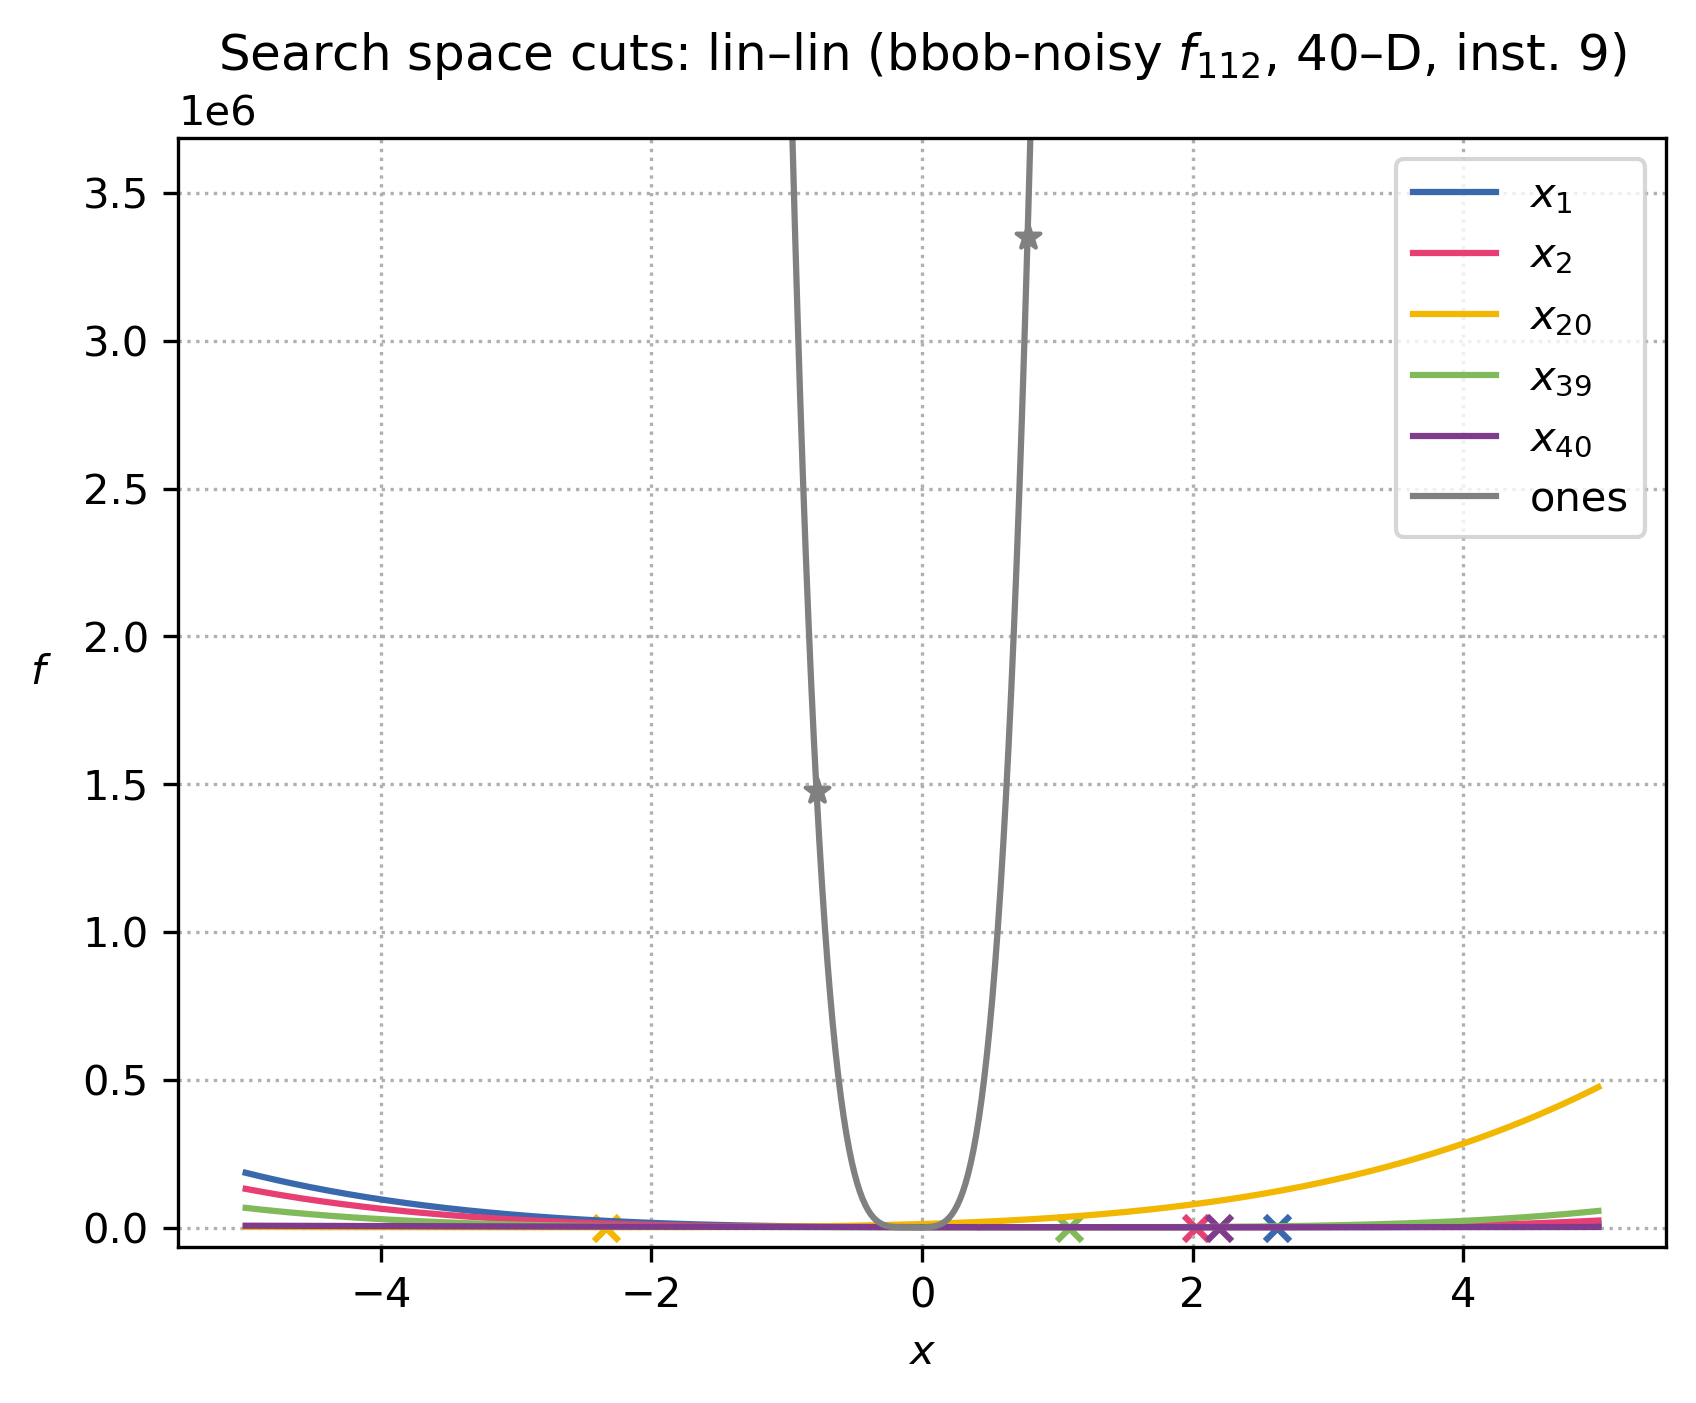 Search space cuts: lin–lin (bbob-noisy f₁₁₂, 40–D, inst. 9)
1e6
3.5
3.0
2.5
2.0
1.5
1.0
0.5
0.0
f
x₁
x₂
x₂₀
x₃₉
x₄₀
ones
−4 −2 0 2 4
x